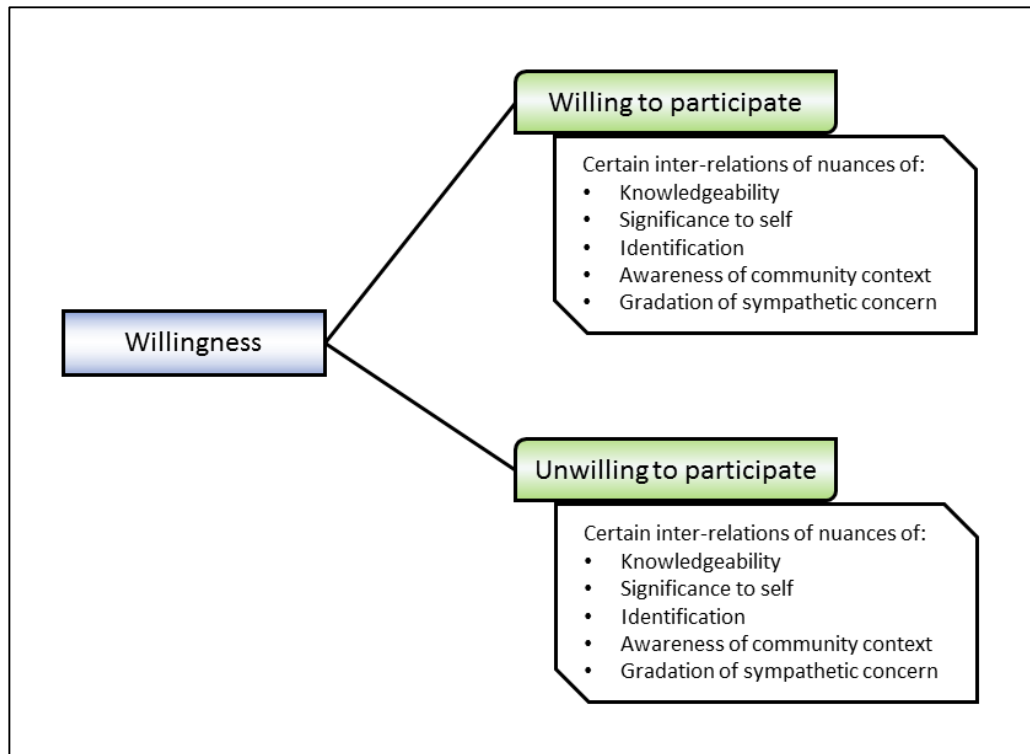 Willing to participate
Certain inter-relations of nuances of:
• Knowledgeability
• Significance to self
• Identification
• Awareness of community context
• Gradation of sympathetic concern
Willingness
Unwilling to participate
Certain inter-relations of nuances of:
• Knowledgeability
• Significance to self
• Identification
• Awareness of community context
• Gradation of sympathetic concern